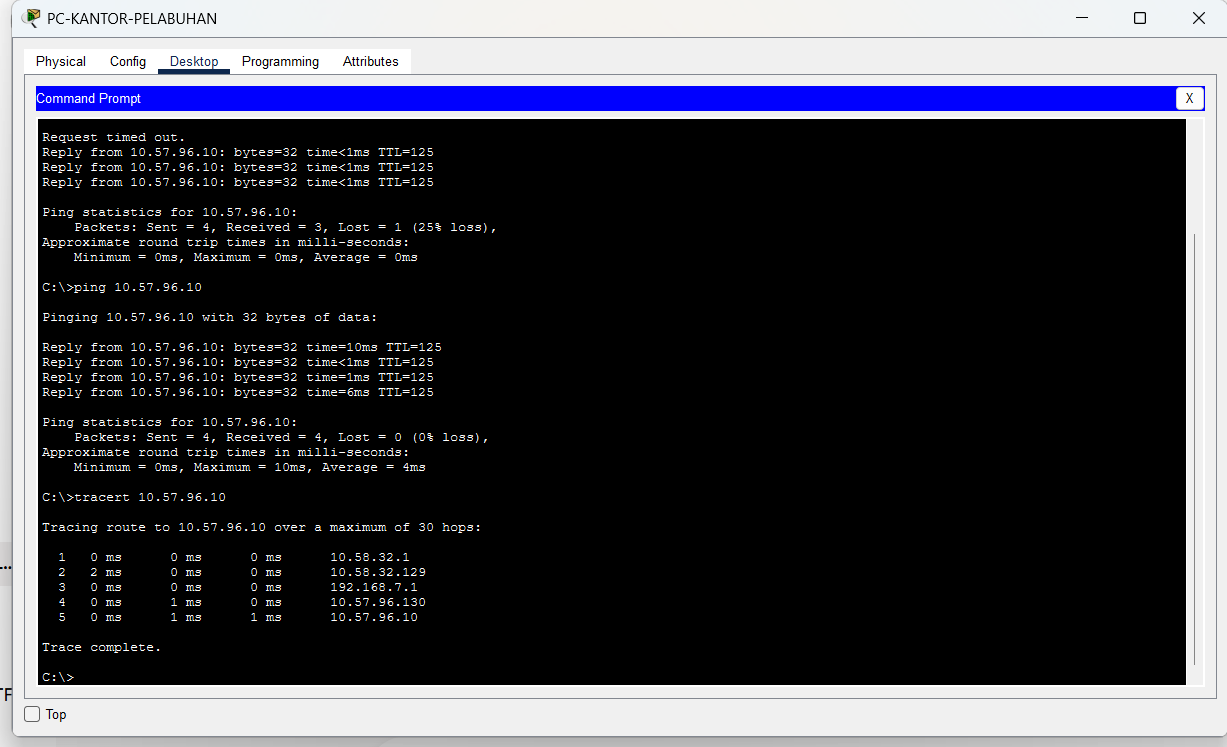 PC-KANTOR-PELABUHAN
Physical Config Desktop Programming Attributes
Command Prompt X
Request timed out.
Reply from 10.57.96.10: bytes=32 time<1ms TTL=125
Reply from 10.57.96.10: bytes=32 time<1ms TTL=125
Reply from 10.57.96.10: bytes=32 time<1ms TTL=125
Ping statistics for 10.57.96.10:
Packets: Sent = 4, Received = 3, Lost = 1 (25% loss),
Approximate round trip times in milli-seconds:
Minimum = 0ms, Maximum = 0ms, Average = 0ms
C:\>ping 10.57.96.10
Pinging 10.57.96.10 with 32 bytes of data:
Reply from 10.57.96.10: bytes=32 time=10ms TTL=125
Reply from 10.57.96.10: bytes=32 time<1ms TTL=125
Reply from 10.57.96.10: bytes=32 time=1ms TTL=125
Reply from 10.57.96.10: bytes=32 time=6ms TTL=125
Ping statistics for 10.57.96.10:
Packets: Sent = 4, Received = 4, Lost = 0 (0% loss),
Approximate round trip times in milli-seconds:
Minimum = 0ms, Maximum = 10ms, Average = 4ms
C:\>tracert 10.57.96.10
Tracing route to 10.57.96.10 over a maximum of 30 hops:
1 0 ms 0 ms 0 ms 10.58.32.1
2 2 ms 0 ms 0 ms 10.58.32.129
3 0 ms 0 ms 0 ms 192.168.7.1
4 0 ms 1 ms 0 ms 10.57.96.130
5 0 ms 1 ms 1 ms 10.57.96.10
Trace complete.
C:\>
Top